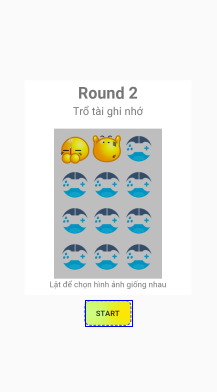 Round 2
Trổ tài ghi nhớ
Lật để chọn hình ảnh giống nhau
START